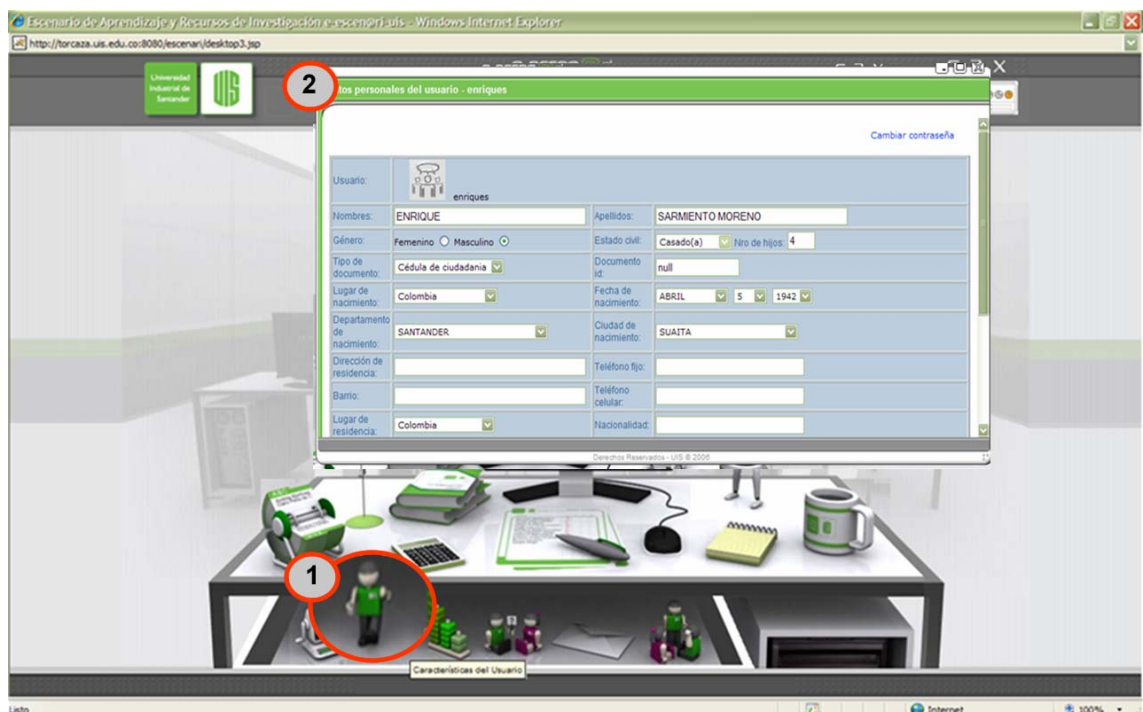 Escenario de Aprendizaje y Recursos de Investigación e-escen@ri-uis - Windows Internet Explorer
http://torcaza.uis.edu.co:8080/escenari/desktop3.jsp
Universidad
Industrial de
Santander
2
tos personales del usuario - enriques
Cambiar contraseña
Usuario: enriques
Nombres: ENRIQUE Apellidos: SARMIENTO MORENO
Género: Femenino Masculino Estado civil: Casado(a) Nro de hijos: 4
Tipo de documento: Cédula de ciudadania Documento id: null
Lugar de nacimiento: Colombia Fecha de nacimiento: ABRIL 5 1942
Departamento de nacimiento: SANTANDER Ciudad de nacimiento: SUAITA
Dirección de residencia: Teléfono fijo:
Barrio: Teléfono celular:
Lugar de residencia: Colombia Nacionalidad:
Derechos Reservados - UIS © 2006
1
Características del Usuario
Listo Internet 100%